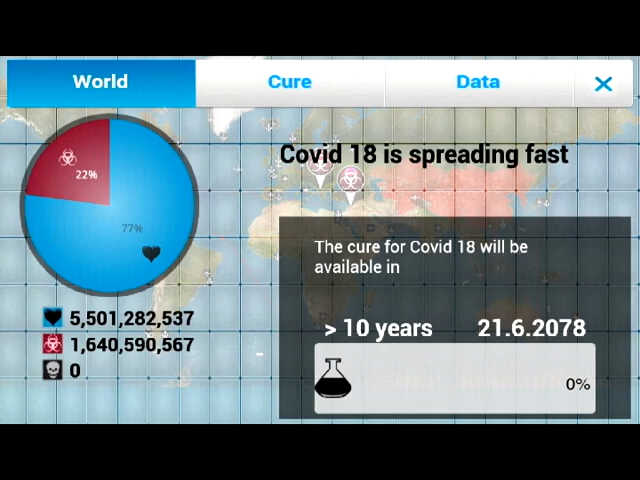 World
Cure
Data
X
Covid 18 is spreading fast
22%
77%
5,501,282,537
1,640,590,567
0
The cure for Covid 18 will be
available in
> 10 years
21.6.2078
0%